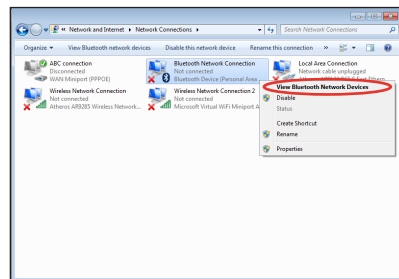 « Network and Internet ▸ Network Connections ▸
Search Network Connections
Organize View Bluetooth network devices Disable this network device Rename this connection »
ABC connection
Disconnected
WAN Miniport (PPPOE)
Bluetooth Network Connection
Not connected
Bluetooth Device (Personal Area
Local Area Connection
Network cable unplugged
Wireless Network Connection
Not connected
Atheros AR9285 Wireless Network...
Wireless Network Connection 2
Not connected
Microsoft Virtual WiFi Miniport A
View Bluetooth Network Devices
Disable
Status
Create Shortcut
Rename
Properties